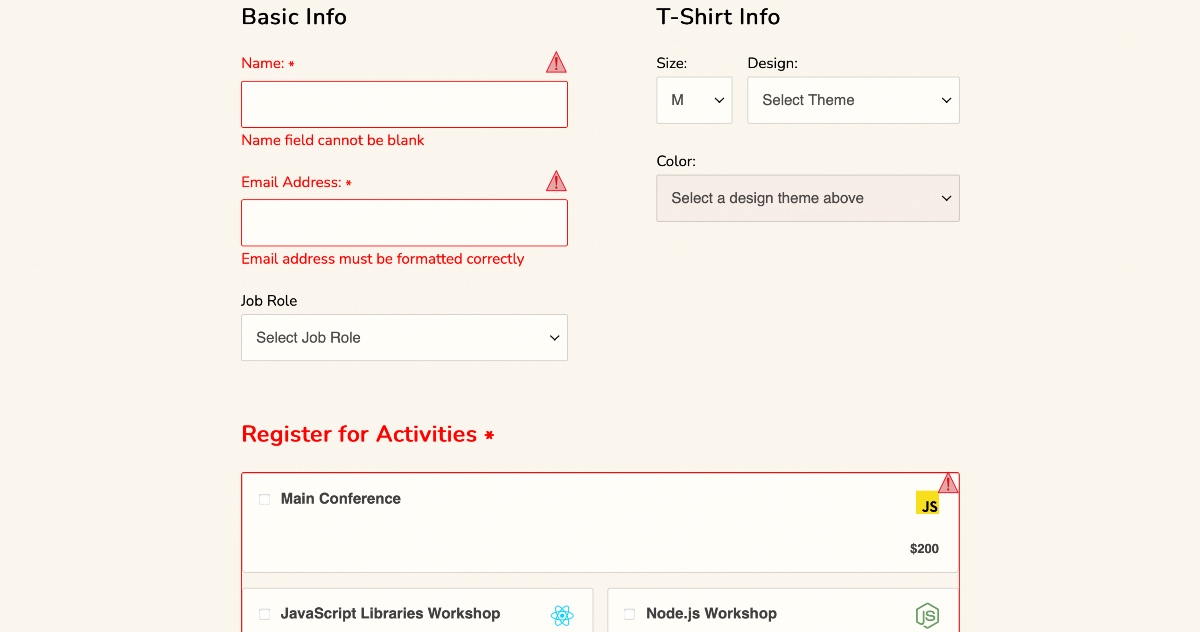 Basic Info
Name: *
Name field cannot be blank
Email Address: *
Email address must be formatted correctly
Job Role
Select Job Role
T-Shirt Info
Size:
Design:
M
Select Theme
Color:
Select a design theme above
Register for Activities *
Main Conference
JS
$200
JavaScript Libraries Workshop
Node.js Workshop
JS